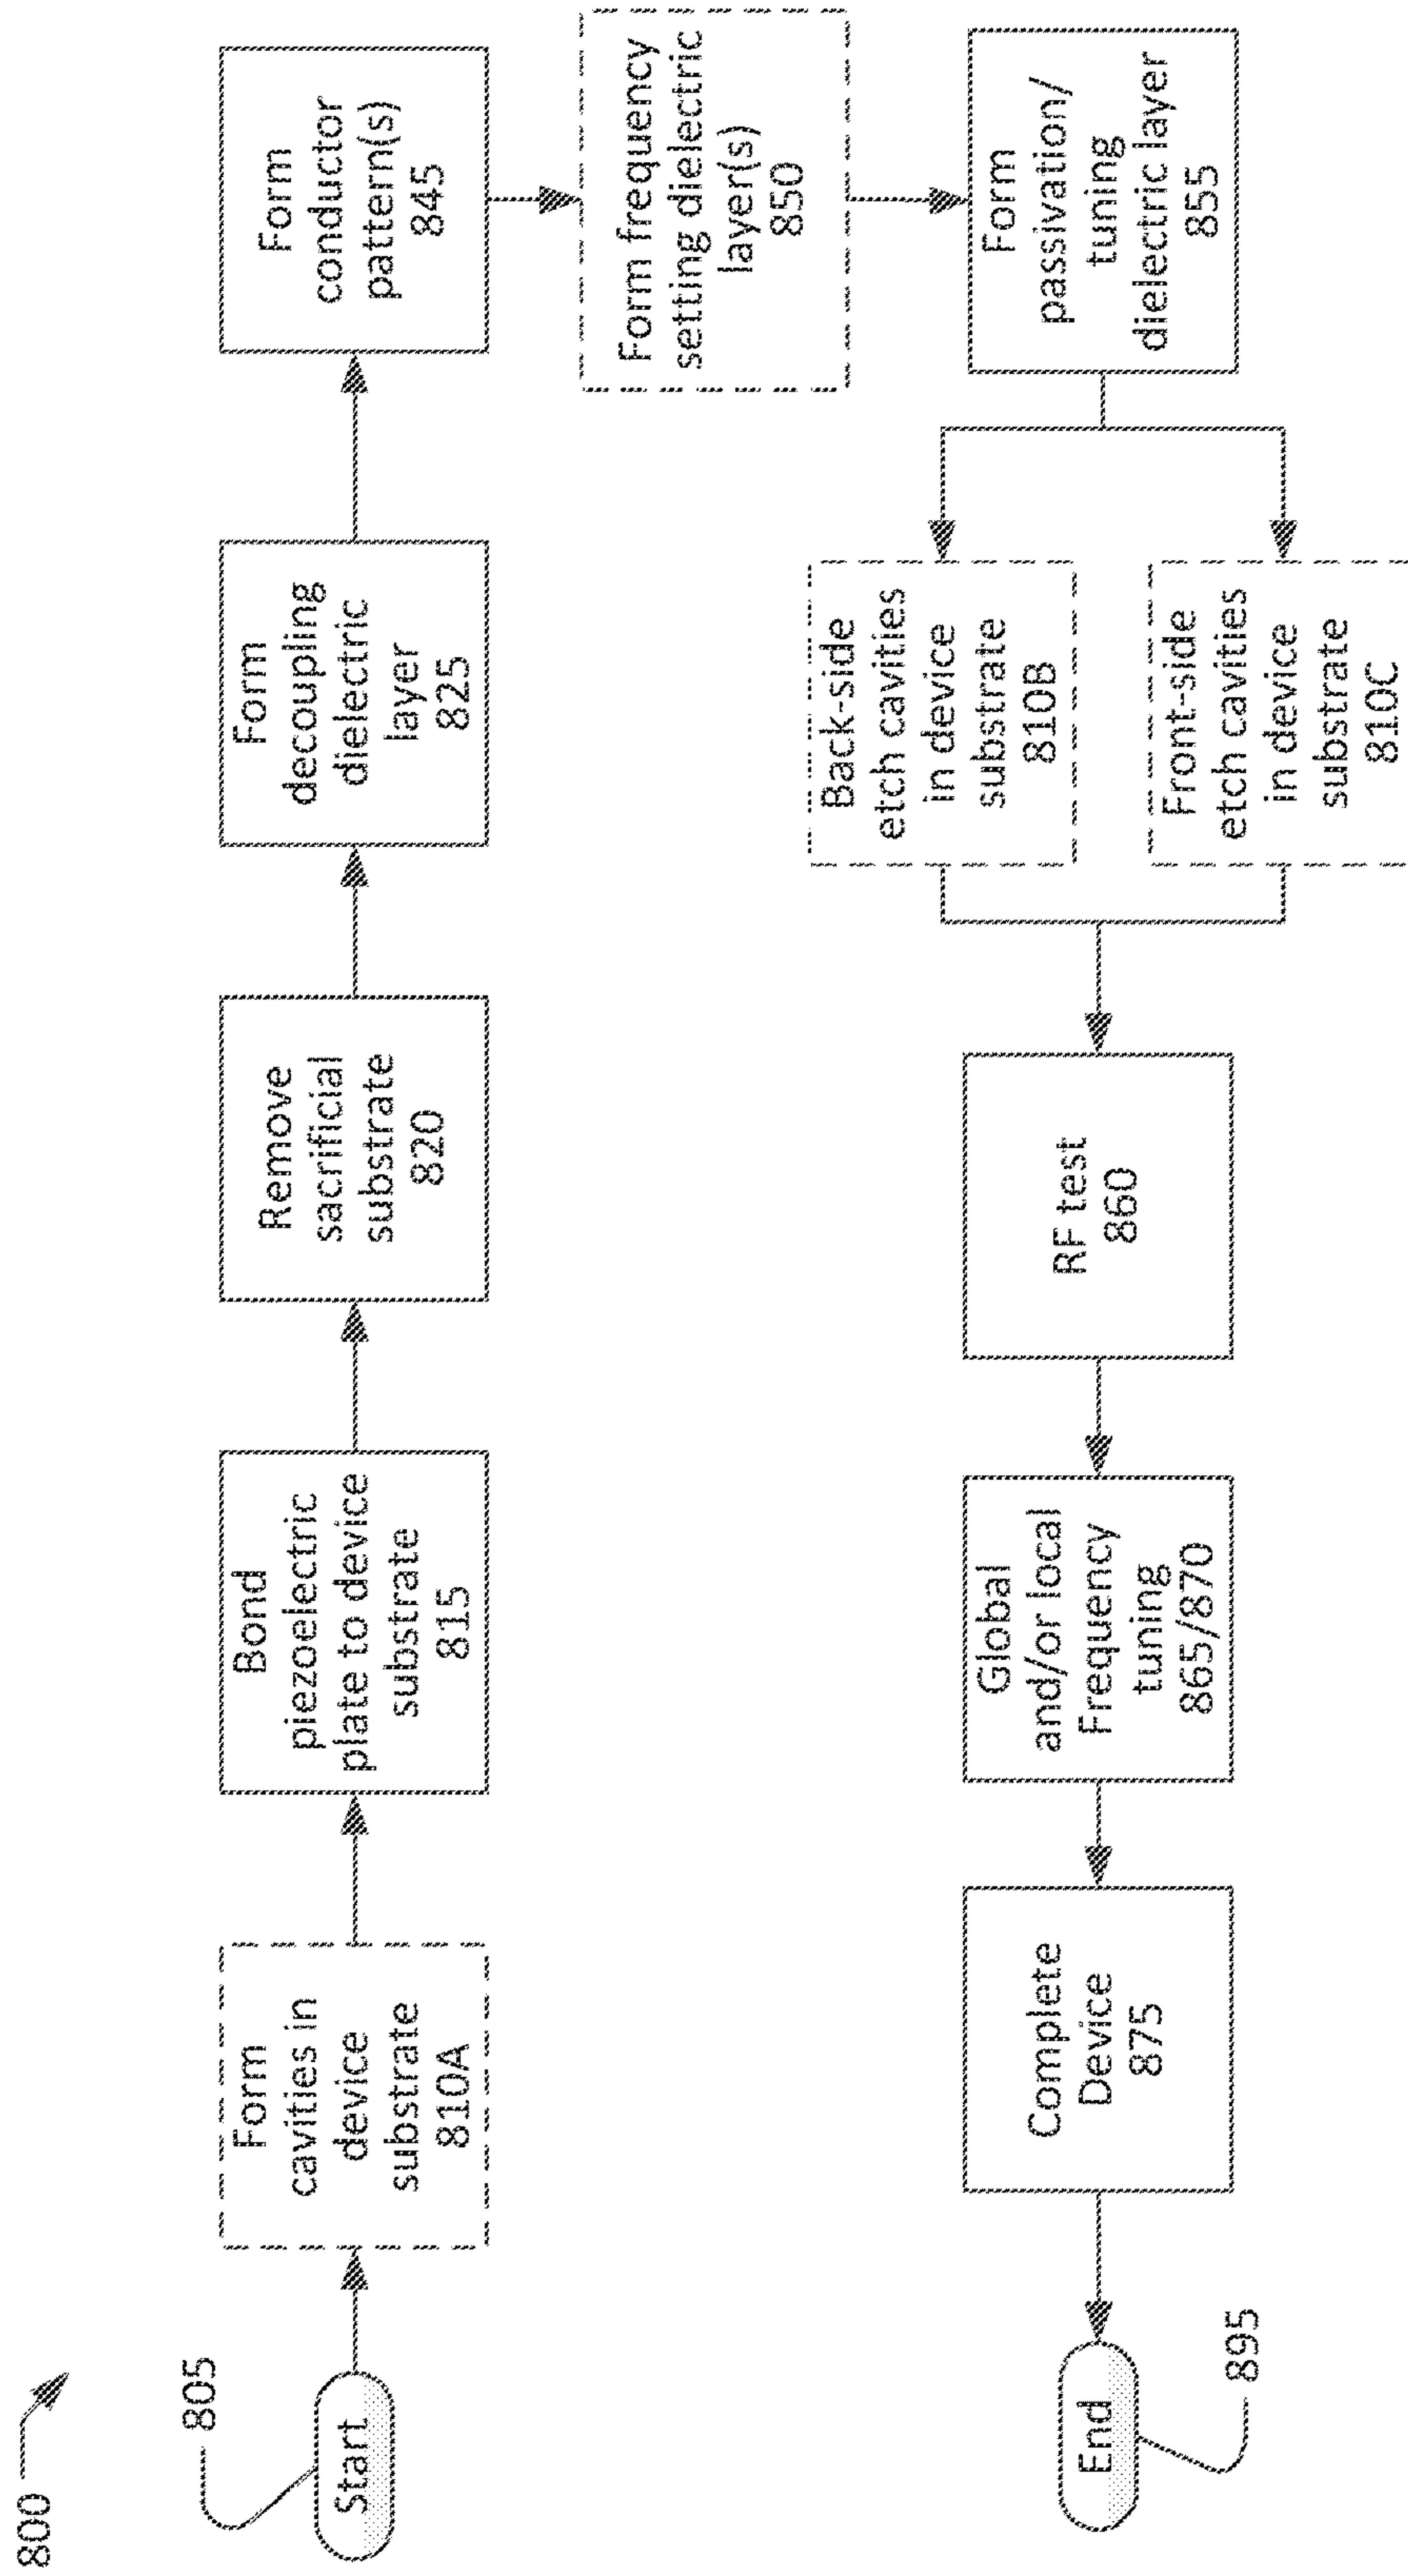 800
805
Start
Form
cavities in
device
substrate
810A
Bond
piezoelectric
plate to device
substrate
815
Remove
sacrificial
substrate
820
Form
decoupling
dielectric
layer
825
Form
conductor
pattern(s)
845
Form frequency
setting dielectric
layer(s)
850
Form
passivation/
tuning
dielectric layer
855
Back-side
etch cavities
in device
substrate
810B
Front-side
etch cavities
in device
substrate
810C
RF test
860
Global
and/or local
Frequency
tuning
865/870
Complete
Device
875
End
895